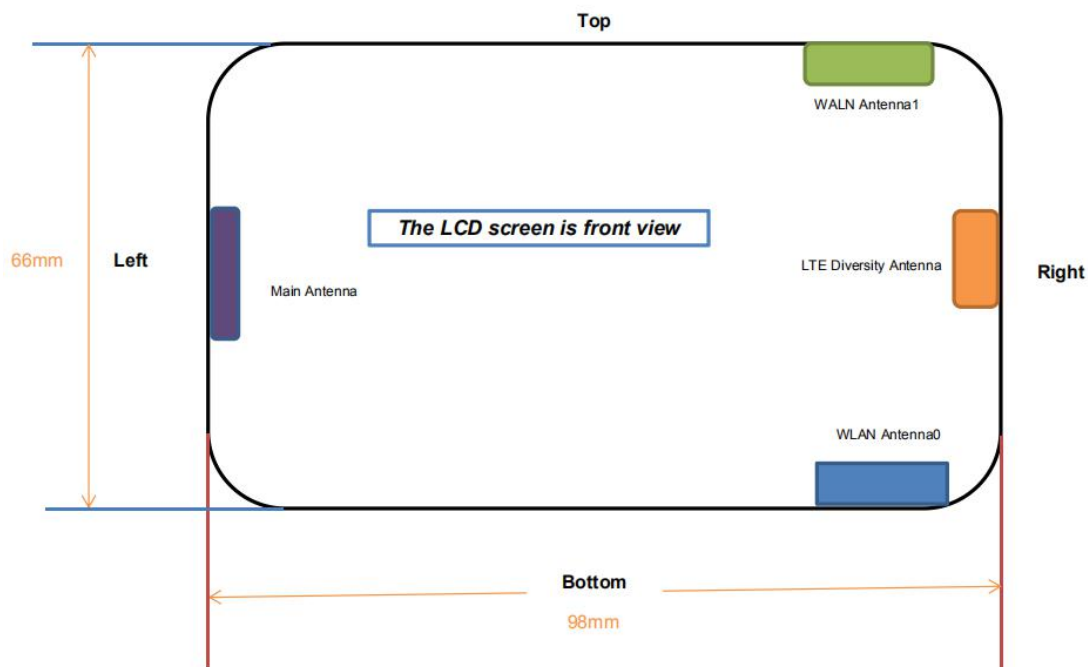 Top
WALN Antenna1
The LCD screen is front view
66mm
Left
LTE Diversity Antenna
Right
Main Antenna
WLAN Antenna0
Bottom
98mm